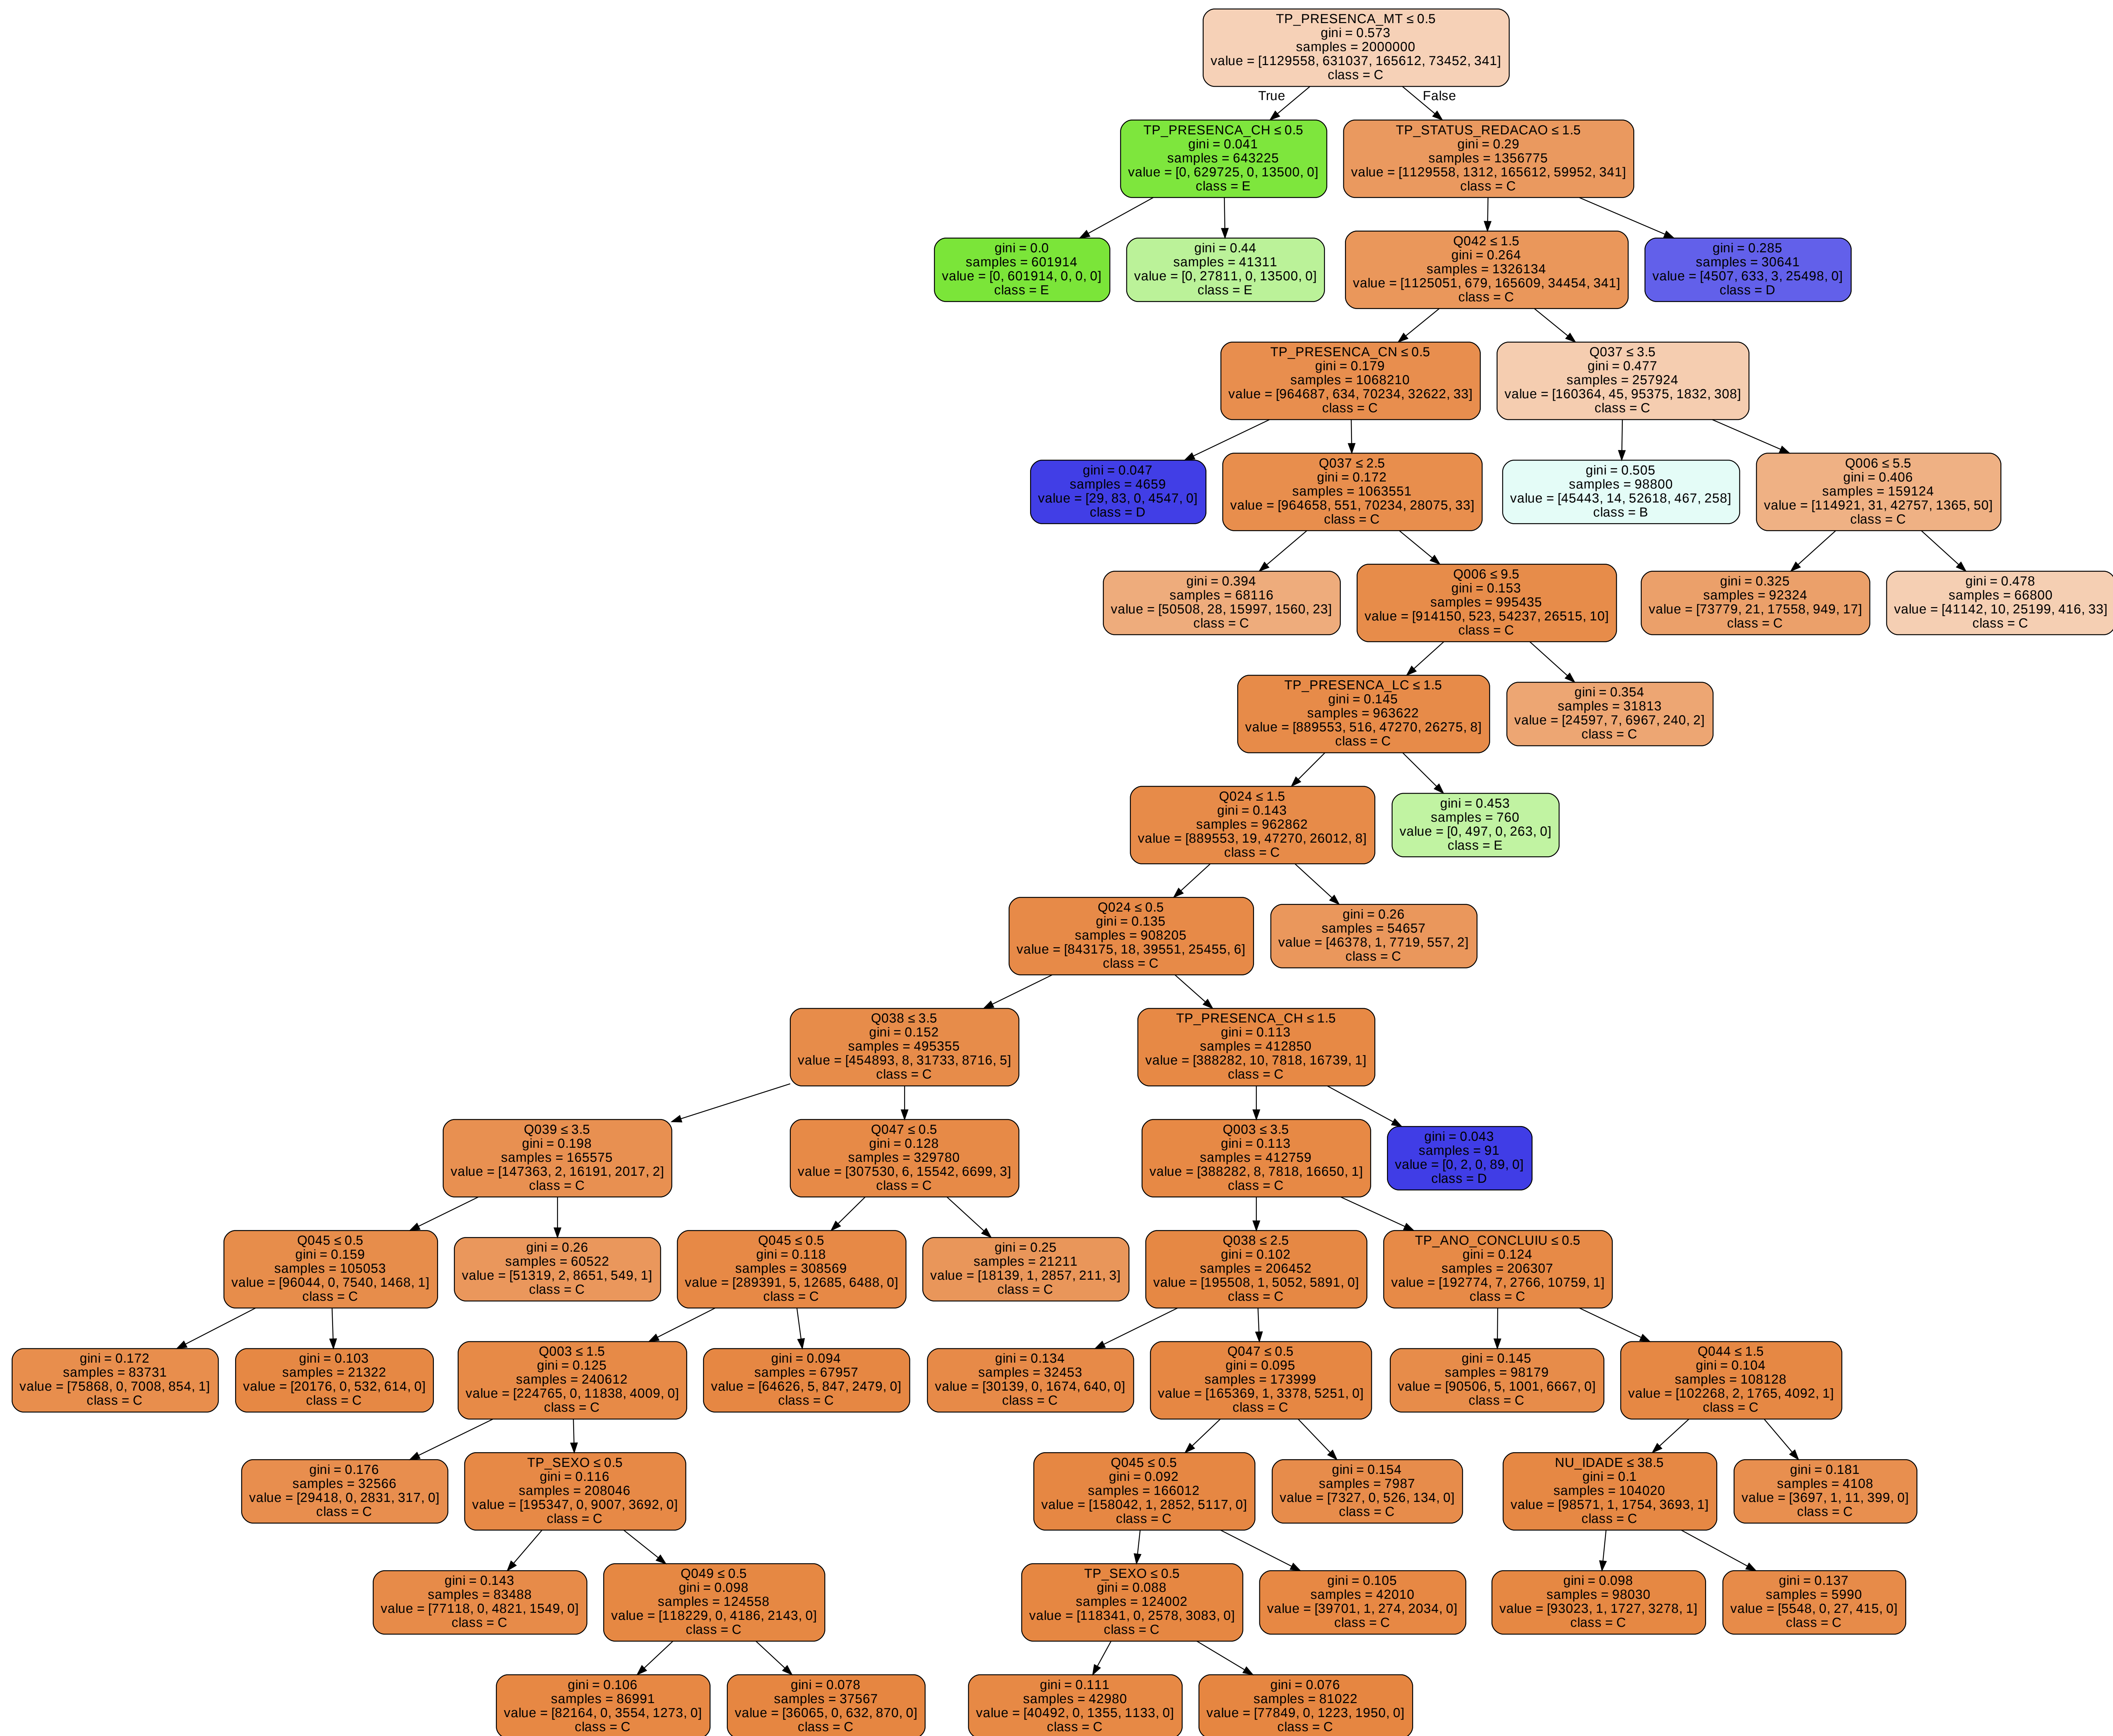 TP_PRESENCA_MT ≤ 0.5
gini = 0.573
samples = 2000000
value = [1129558, 631037, 165612, 73452, 341]
class = C
True
False
TP_PRESENCA_CH ≤ 0.5
gini = 0.041
samples = 643225
value = [0, 629725, 0, 13500, 0]
class = E
TP_STATUS_REDACAO ≤ 1.5
gini = 0.29
samples = 1356775
value = [1129558, 1312, 165612, 59952, 341]
class = C
gini = 0.0
samples = 601914
value = [0, 601914, 0, 0, 0]
class = E
gini = 0.44
samples = 41311
value = [0, 27811, 0, 13500, 0]
class = E
Q042 ≤ 1.5
gini = 0.264
samples = 1326134
value = [1125051, 679, 165609, 34454, 341]
class = C
gini = 0.285
samples = 30641
value = [4507, 633, 3, 25498, 0]
class = D
TP_PRESENCA_CN ≤ 0.5
gini = 0.179
samples = 1068210
value = [964687, 634, 70234, 32622, 33]
class = C
Q037 ≤ 3.5
gini = 0.477
samples = 257924
value = [160364, 45, 95375, 1832, 308]
class = C
gini = 0.047
samples = 4659
value = [29, 83, 0, 4547, 0]
class = D
Q037 ≤ 2.5
gini = 0.172
samples = 1063551
value = [964658, 551, 70234, 28075, 33]
class = C
gini = 0.505
samples = 98800
value = [45443, 14, 52618, 467, 258]
class = B
Q006 ≤ 5.5
gini = 0.406
samples = 159124
value = [114921, 31, 42757, 1365, 50]
class = C
gini = 0.394
samples = 68116
value = [50508, 28, 15997, 1560, 23]
class = C
Q006 ≤ 9.5
gini = 0.153
samples = 995435
value = [914150, 523, 54237, 26515, 10]
class = C
gini = 0.325
samples = 92324
value = [73779, 21, 17558, 949, 17]
class = C
gini = 0.478
samples = 66800
value = [41142, 10, 25199, 416, 33]
class = C
TP_PRESENCA_LC ≤ 1.5
gini = 0.145
samples = 963622
value = [889553, 516, 47270, 26275, 8]
class = C
gini = 0.354
samples = 31813
value = [24597, 7, 6967, 240, 2]
class = C
Q024 ≤ 1.5
gini = 0.143
samples = 962862
value = [889553, 19, 47270, 26012, 8]
class = C
gini = 0.453
samples = 760
value = [0, 497, 0, 263, 0]
class = E
Q024 ≤ 0.5
gini = 0.135
samples = 908205
value = [843175, 18, 39551, 25455, 6]
class = C
gini = 0.26
samples = 54657
value = [46378, 1, 7719, 557, 2]
class = C
Q038 ≤ 3.5
gini = 0.152
samples = 495355
value = [454893, 8, 31733, 8716, 5]
class = C
TP_PRESENCA_CH ≤ 1.5
gini = 0.113
samples = 412850
value = [388282, 10, 7818, 16739, 1]
class = C
Q039 ≤ 3.5
gini = 0.198
samples = 165575
value = [147363, 2, 16191, 2017, 2]
class = C
Q047 ≤ 0.5
gini = 0.128
samples = 329780
value = [307530, 6, 15542, 6699, 3]
class = C
Q003 ≤ 3.5
gini = 0.113
samples = 412759
value = [388282, 8, 7818, 16650, 1]
class = C
gini = 0.043
samples = 91
value = [0, 2, 0, 89, 0]
class = D
Q045 ≤ 0.5
gini = 0.159
samples = 105053
value = [96044, 0, 7540, 1468, 1]
class = C
gini = 0.26
samples = 60522
value = [51319, 2, 8651, 549, 1]
class = C
Q045 ≤ 0.5
gini = 0.118
samples = 308569
value = [289391, 5, 12685, 6488, 0]
class = C
gini = 0.25
samples = 21211
value = [18139, 1, 2857, 211, 3]
class = C
Q038 ≤ 2.5
gini = 0.102
samples = 206452
value = [195508, 1, 5052, 5891, 0]
class = C
TP_ANO_CONCLUIU ≤ 0.5
gini = 0.124
samples = 206307
value = [192774, 7, 2766, 10759, 1]
class = C
gini = 0.172
samples = 83731
value = [75868, 0, 7008, 854, 1]
class = C
gini = 0.103
samples = 21322
value = [20176, 0, 532, 614, 0]
class = C
Q003 ≤ 1.5
gini = 0.125
samples = 240612
value = [224765, 0, 11838, 4009, 0]
class = C
gini = 0.094
samples = 67957
value = [64626, 5, 847, 2479, 0]
class = C
gini = 0.134
samples = 32453
value = [30139, 0, 1674, 640, 0]
class = C
Q047 ≤ 0.5
gini = 0.095
samples = 173999
value = [165369, 1, 3378, 5251, 0]
class = C
gini = 0.145
samples = 98179
value = [90506, 5, 1001, 6667, 0]
class = C
Q044 ≤ 1.5
gini = 0.104
samples = 108128
value = [102268, 2, 1765, 4092, 1]
class = C
gini = 0.176
samples = 32566
value = [29418, 0, 2831, 317, 0]
class = C
TP_SEXO ≤ 0.5
gini = 0.116
samples = 208046
value = [195347, 0, 9007, 3692, 0]
class = C
Q045 ≤ 0.5
gini = 0.092
samples = 166012
value = [158042, 1, 2852, 5117, 0]
class = C
gini = 0.154
samples = 7987
value = [7327, 0, 526, 134, 0]
class = C
NU_IDADE ≤ 38.5
gini = 0.1
samples = 104020
value = [98571, 1, 1754, 3693, 1]
class = C
gini = 0.181
samples = 4108
value = [3697, 1, 11, 399, 0]
class = C
gini = 0.143
samples = 83488
value = [77118, 0, 4821, 1549, 0]
class = C
Q049 ≤ 0.5
gini = 0.098
samples = 124558
value = [118229, 0, 4186, 2143, 0]
class = C
TP_SEXO ≤ 0.5
gini = 0.088
samples = 124002
value = [118341, 0, 2578, 3083, 0]
class = C
gini = 0.105
samples = 42010
value = [39701, 1, 274, 2034, 0]
class = C
gini = 0.098
samples = 98030
value = [93023, 1, 1727, 3278, 1]
class = C
gini = 0.137
samples = 5990
value = [5548, 0, 27, 415, 0]
class = C
gini = 0.106
samples = 86991
value = [82164, 0, 3554, 1273, 0]
class = C
gini = 0.078
samples = 37567
value = [36065, 0, 632, 870, 0]
class = C
gini = 0.111
samples = 42980
value = [40492, 0, 1355, 1133, 0]
class = C
gini = 0.076
samples = 81022
value = [77849, 0, 1223, 1950, 0]
class = C